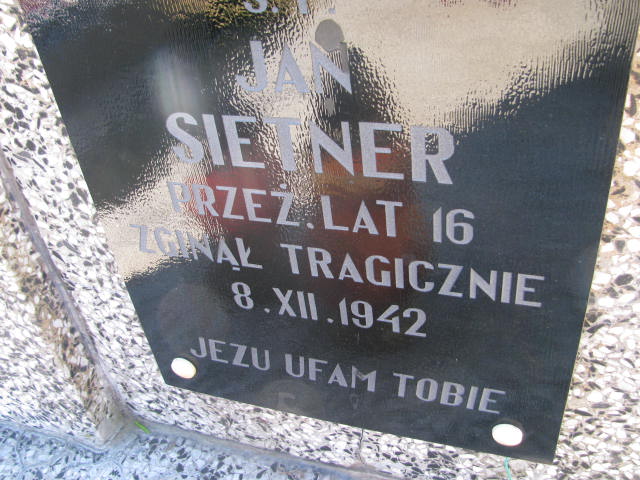 Ś. P.
JAN
SIETNER
PRZEŻ. LAT 16
ZGINĄŁ TRAGICZNIE
8.XII.1942
JEZU UFAM TOBIE